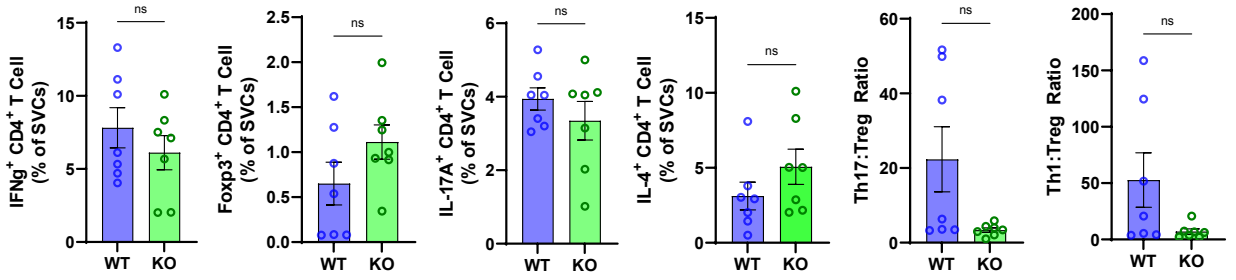 IFNg⁺ CD4⁺ T Cell
(% of SVCs)
15
10
5
0
ns
WT KO
Foxp3⁺ CD4⁺ T Cell
(% of SVCs)
2.5
2.0
1.5
1.0
0.5
0.0
ns
WT KO
IL-17A⁺ CD4⁺ T Cell
(% of SVCs)
6
4
2
0
ns
WT KO
IL-4⁺ CD4⁺ T Cell
(% of SVCs)
15
10
5
0
ns
WT KO
Th17:Treg Ratio
60
40
20
0
ns
WT KO
Th1:Treg Ratio
200
150
100
50
0
ns
WT KO